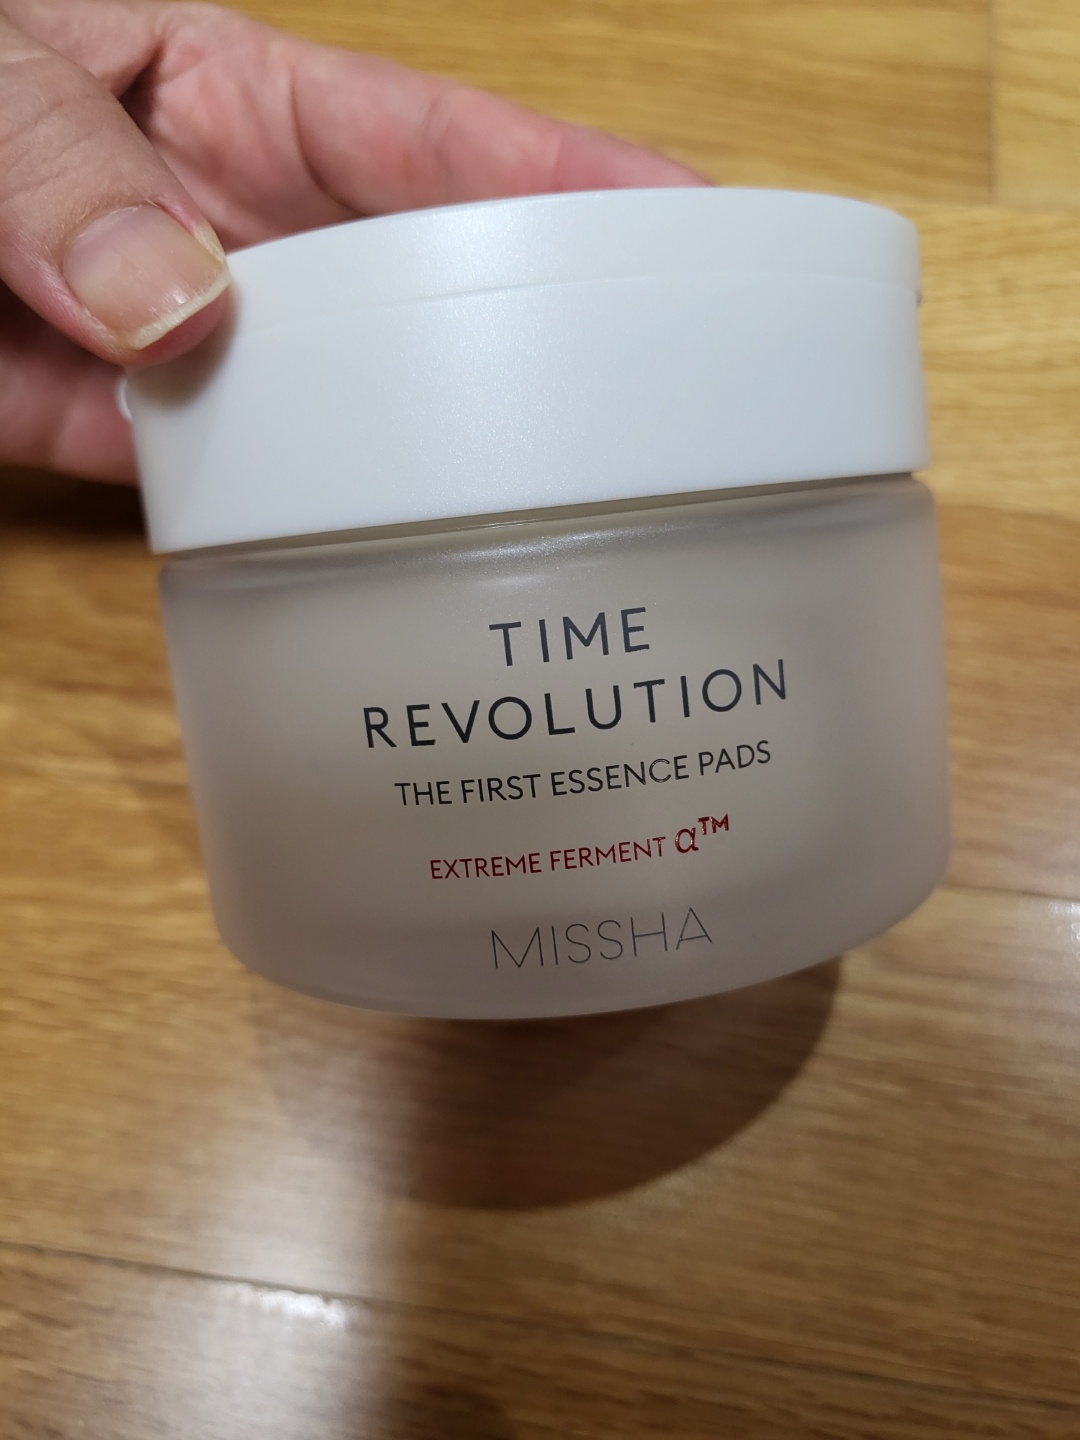 TIME
REVOLUTION
THE FIRST ESSENCE PADS
EXTREME FERMENT α™
MISSHA